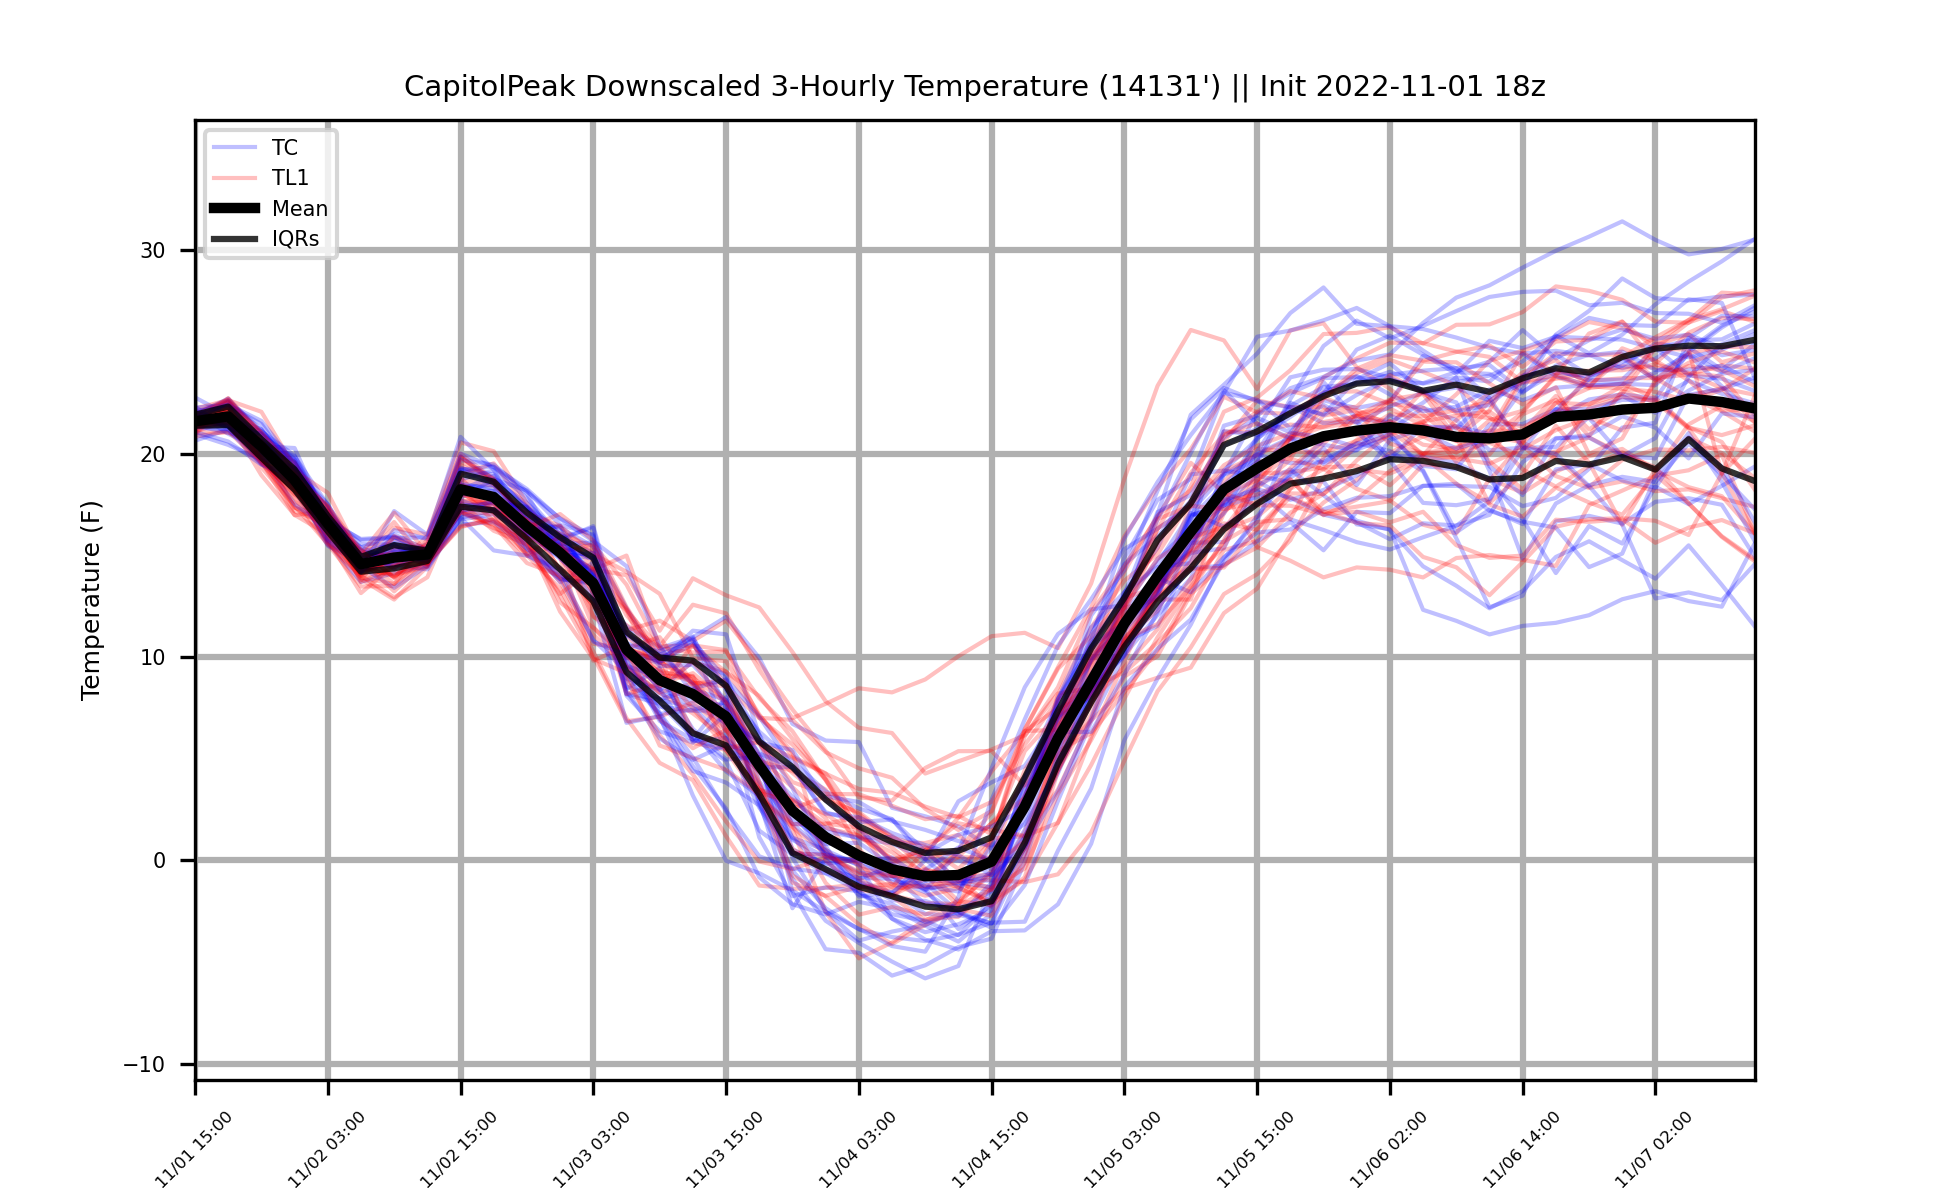 CapitolPeak Downscaled 3-Hourly Temperature (14131') || Init 2022-11-01 18z
TC
TL1
Mean
IQRs
Temperature (F)
30
20
10
0
−10
11/01 15:00
11/02 03:00
11/02 15:00
11/03 03:00
11/03 15:00
11/04 03:00
11/04 15:00
11/05 03:00
11/05 15:00
11/06 02:00
11/06 14:00
11/07 02:00